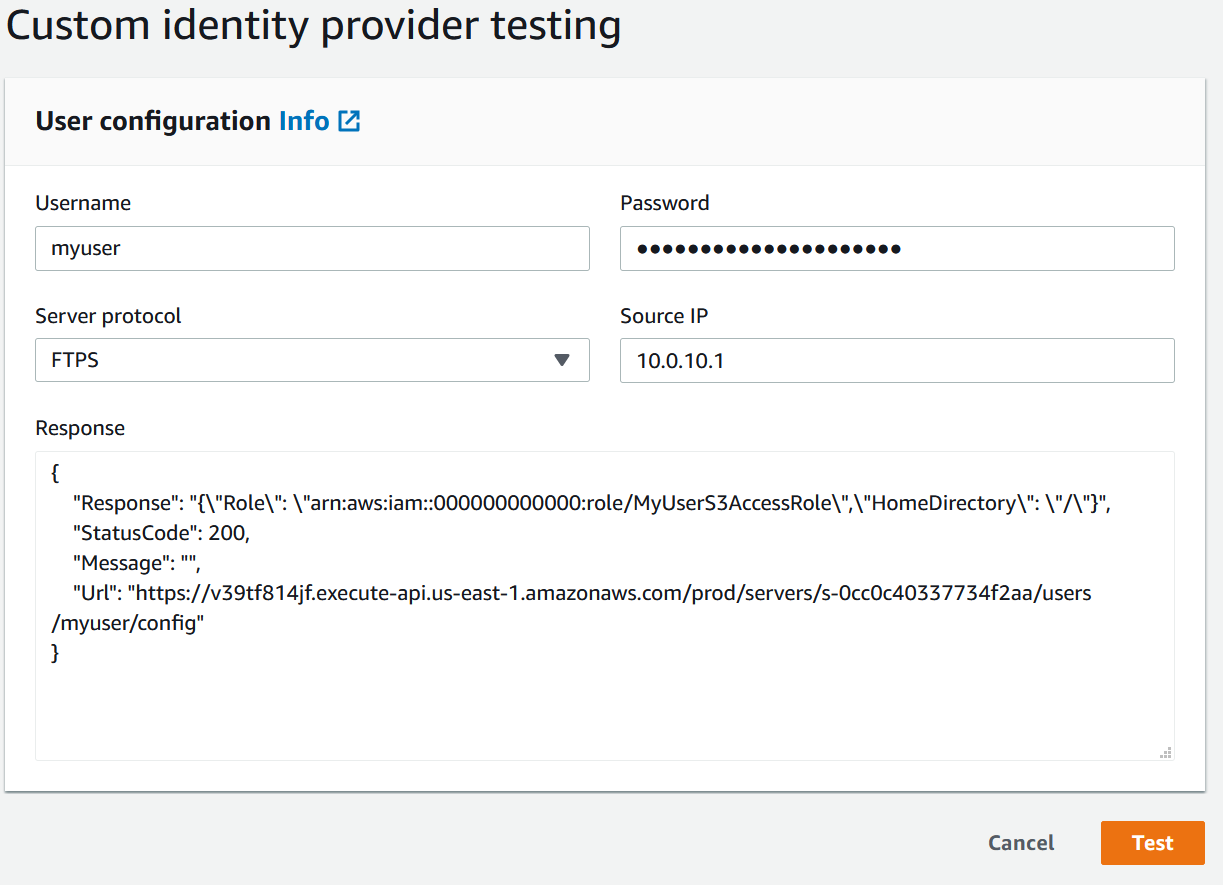 Custom identity provider testing
User configuration Info
Username
Password
myuser
●●●●●●●●●●●●●●●●●●●●●
Server protocol
Source IP
FTPS
10.0.10.1
Response
{
"Response": "{\"Role\": \"arn:aws:iam::000000000000:role/MyUserS3AccessRole\",\"HomeDirectory\": \"/\"}",
"StatusCode": 200,
"Message": "",
"Url": "https://v39tf814jf.execute-api.us-east-1.amazonaws.com/prod/servers/s-0cc0c40337734f2aa/users
/myuser/config"
}
Cancel
Test